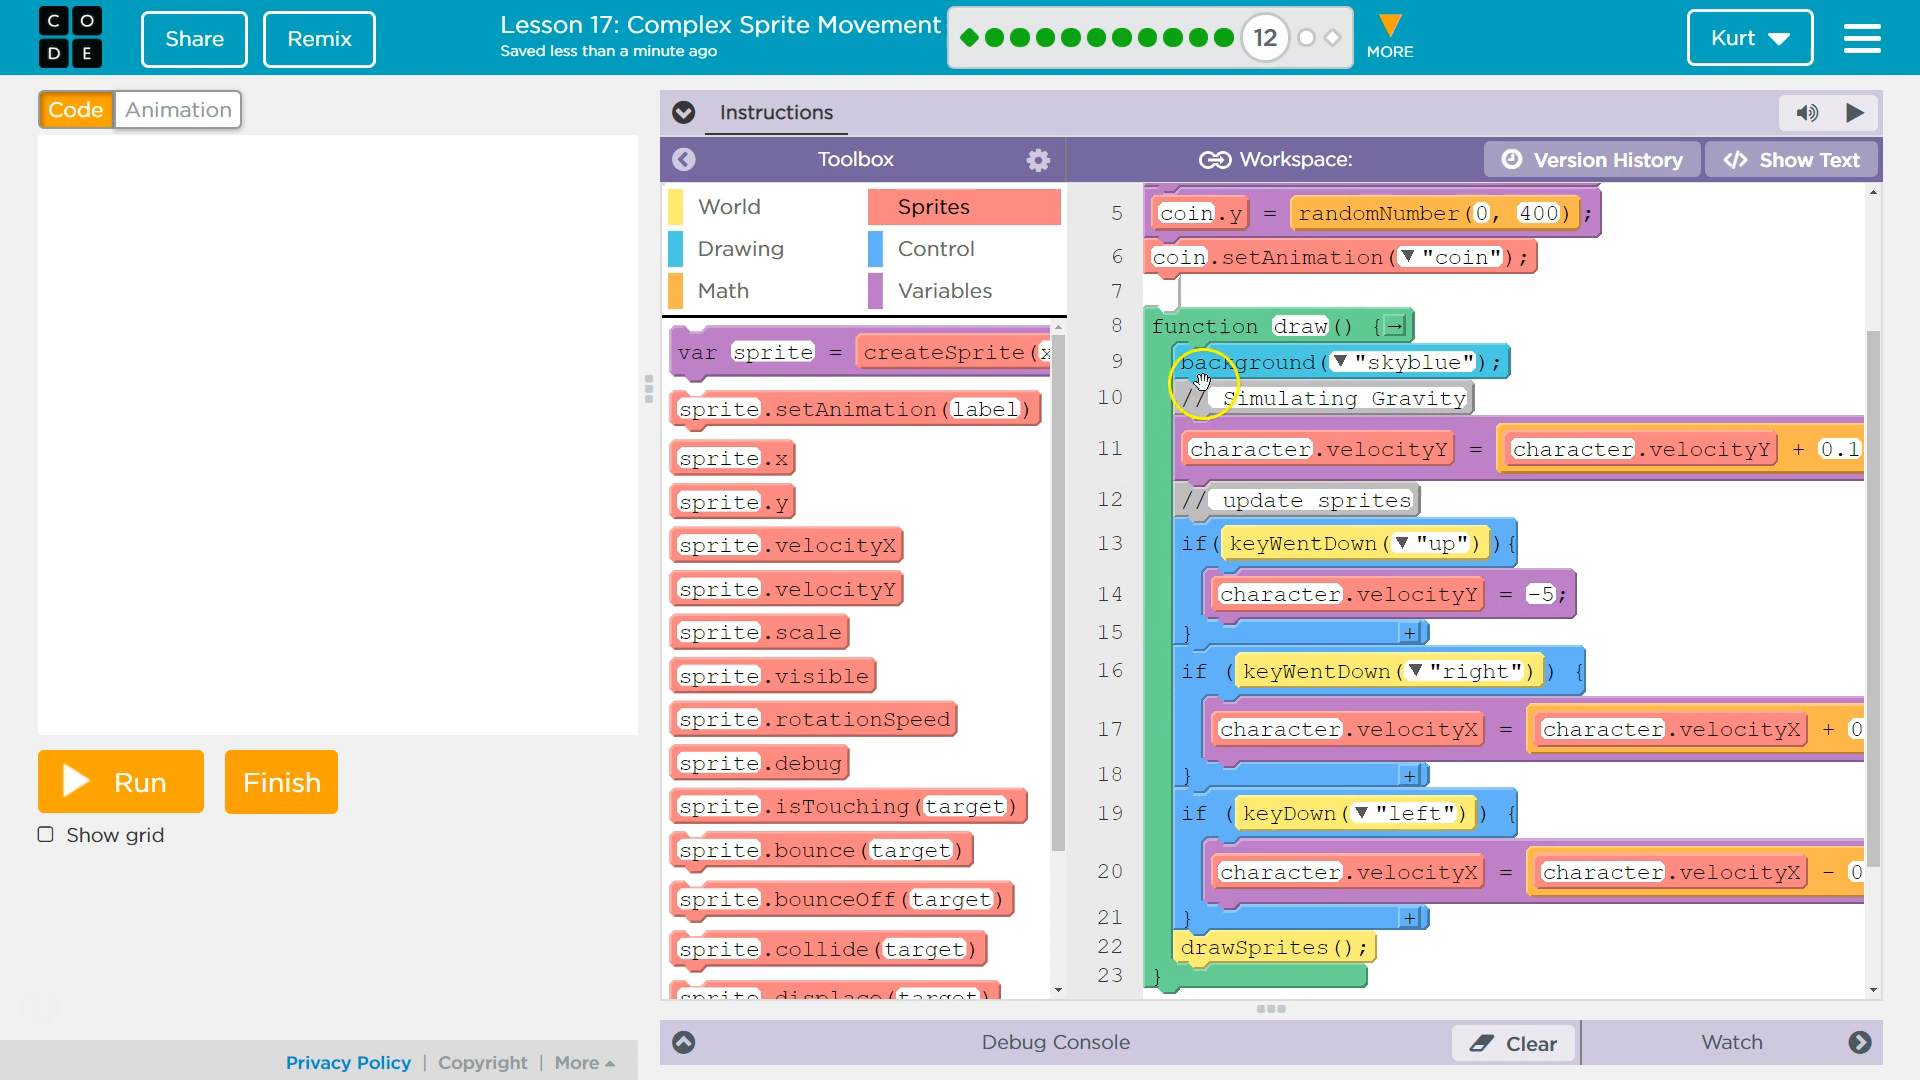 C O
D E
Share
Remix
Lesson 17: Complex Sprite Movement
Saved less than a minute ago
12
MORE
Kurt
Code
Animation
Instructions
Toolbox
Workspace:
Version History
</> Show Text
World
Sprites
Drawing
Control
Math
Variables
var sprite = createSprite(x
sprite.setAnimation(label)
sprite.x
sprite.y
sprite.velocityX
sprite.velocityY
sprite.scale
sprite.visible
sprite.rotationSpeed
sprite.debug
sprite.isTouching(target)
sprite.bounce(target)
sprite.bounceOff(target)
sprite.collide(target)
sprite.displace(target)
5 coin.y = randomNumber(0, 400);
6 coin.setAnimation(▼"coin");
7
8 function draw() {→
9 background(▼"skyblue");
10 // Simulating Gravity
11 character.velocityY = character.velocityY + 0.1
12 // update sprites
13 if(keyWentDown(▼"up")){
14 character.velocityY = -5;
15 } +
16 if (keyWentDown(▼"right")) {
17 character.velocityX = character.velocityX + 0
18 } +
19 if (keyDown(▼"left")) {
20 character.velocityX = character.velocityX - 0
21 } +
22 drawSprites();
23 }
Run
Finish
Show grid
Debug Console
Clear
Watch
Privacy Policy | Copyright | More